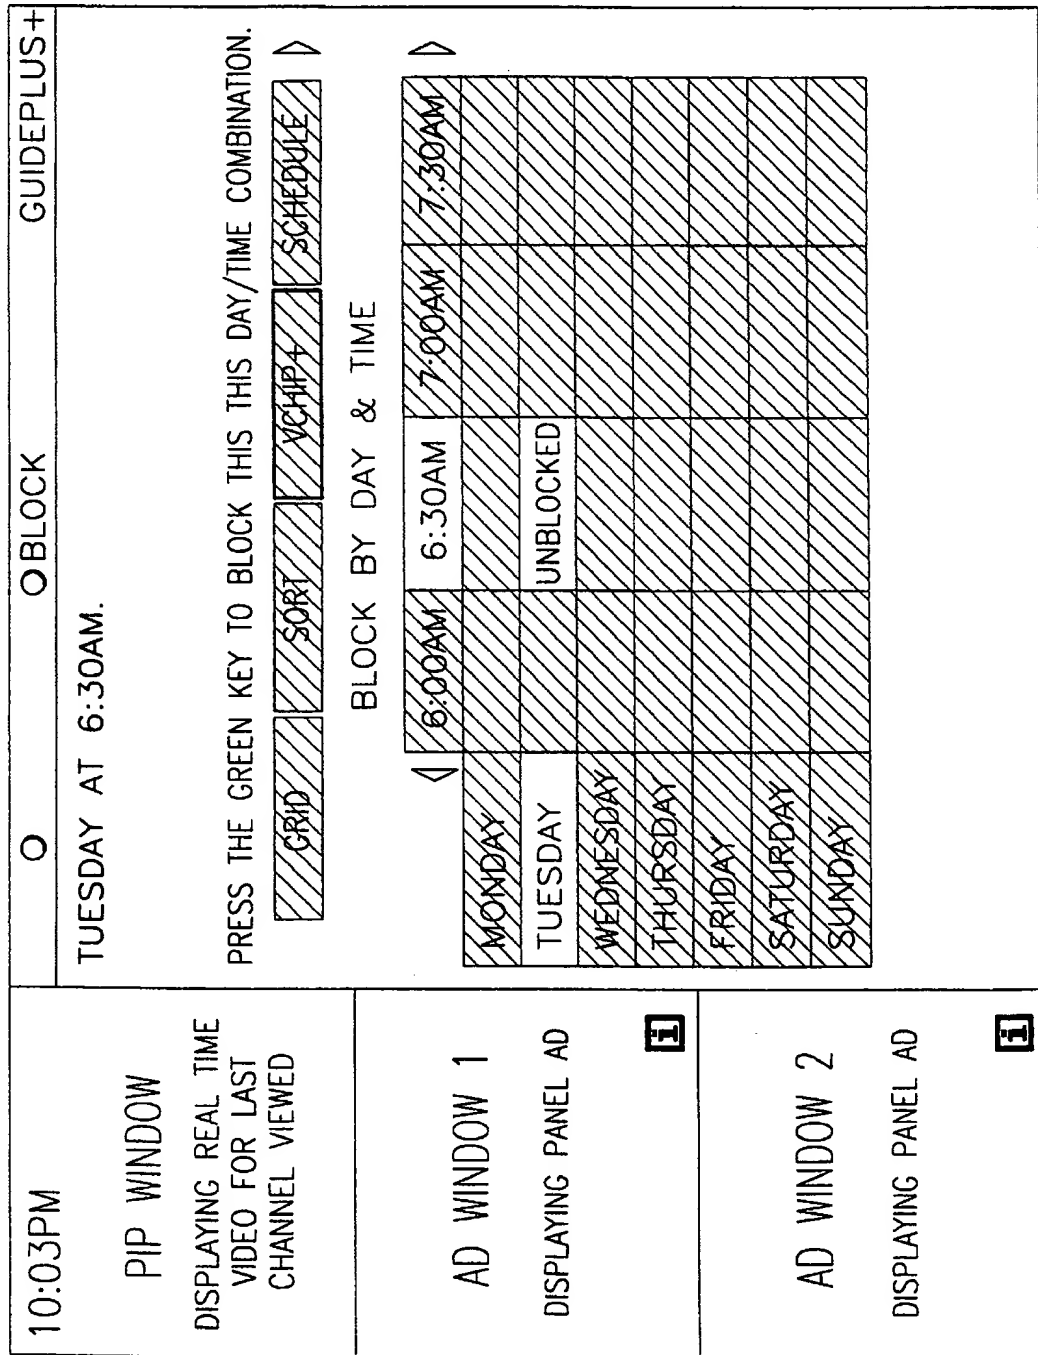 10:03PM
PIP WINDOW
DISPLAYING REAL TIME
VIDEO FOR LAST
CHANNEL VIEWED
AD WINDOW 1
DISPLAYING PANEL AD
i
AD WINDOW 2
DISPLAYING PANEL AD
i
BLOCK GUIDEPLUS+
TUESDAY AT 6:30AM.
PRESS THE GREEN KEY TO BLOCK THIS THIS DAY/TIME COMBINATION.
GRID SORT VCHIP+ SCHEDULE
BLOCK BY DAY & TIME
6:00AM 6:30AM 7:00AM 7:30AM
MONDAY
TUESDAY UNBLOCKED
WEDNESDAY
THURSDAY
FRIDAY
SATURDAY
SUNDAY